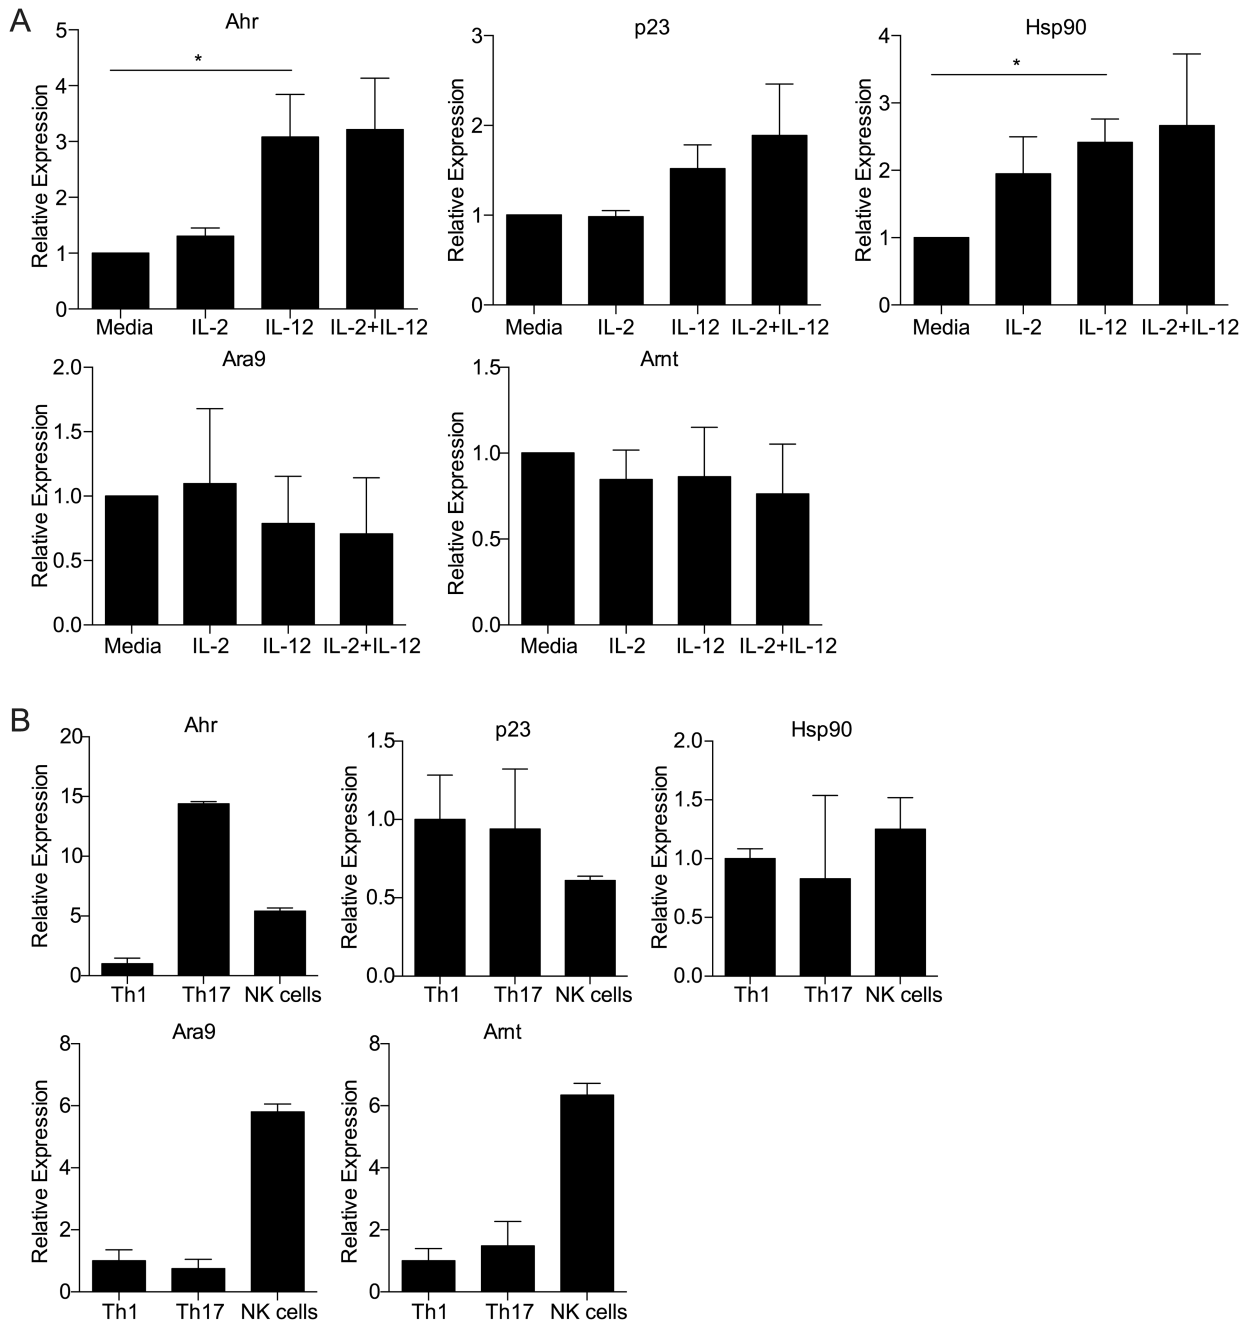 A
Ahr
Relative Expression
5
4
3
2
1
0
*
Media IL-2 IL-12 IL-2+IL-12
p23
Relative Expression
3
2
1
0
Media IL-2 IL-12 IL-2+IL-12
Hsp90
Relative Expression
4
3
2
1
0
*
Media IL-2 IL-12 IL-2+IL-12
Ara9
Relative Expression
2.0
1.5
1.0
0.5
0.0
Media IL-2 IL-12 IL-2+IL-12
Arnt
Relative Expression
1.5
1.0
0.5
0.0
Media IL-2 IL-12 IL-2+IL-12
B
Ahr
Relative Expression
20
15
10
5
0
Th1 Th17 NK cells
p23
Relative Expression
1.5
1.0
0.5
0.0
Th1 Th17 NK cells
Hsp90
Relative Expression
2.0
1.5
1.0
0.5
0.0
Th1 Th17 NK cells
Ara9
Relative Expression
8
6
4
2
0
Th1 Th17 NK cells
Arnt
Relative Expression
8
6
4
2
0
Th1 Th17 NK cells